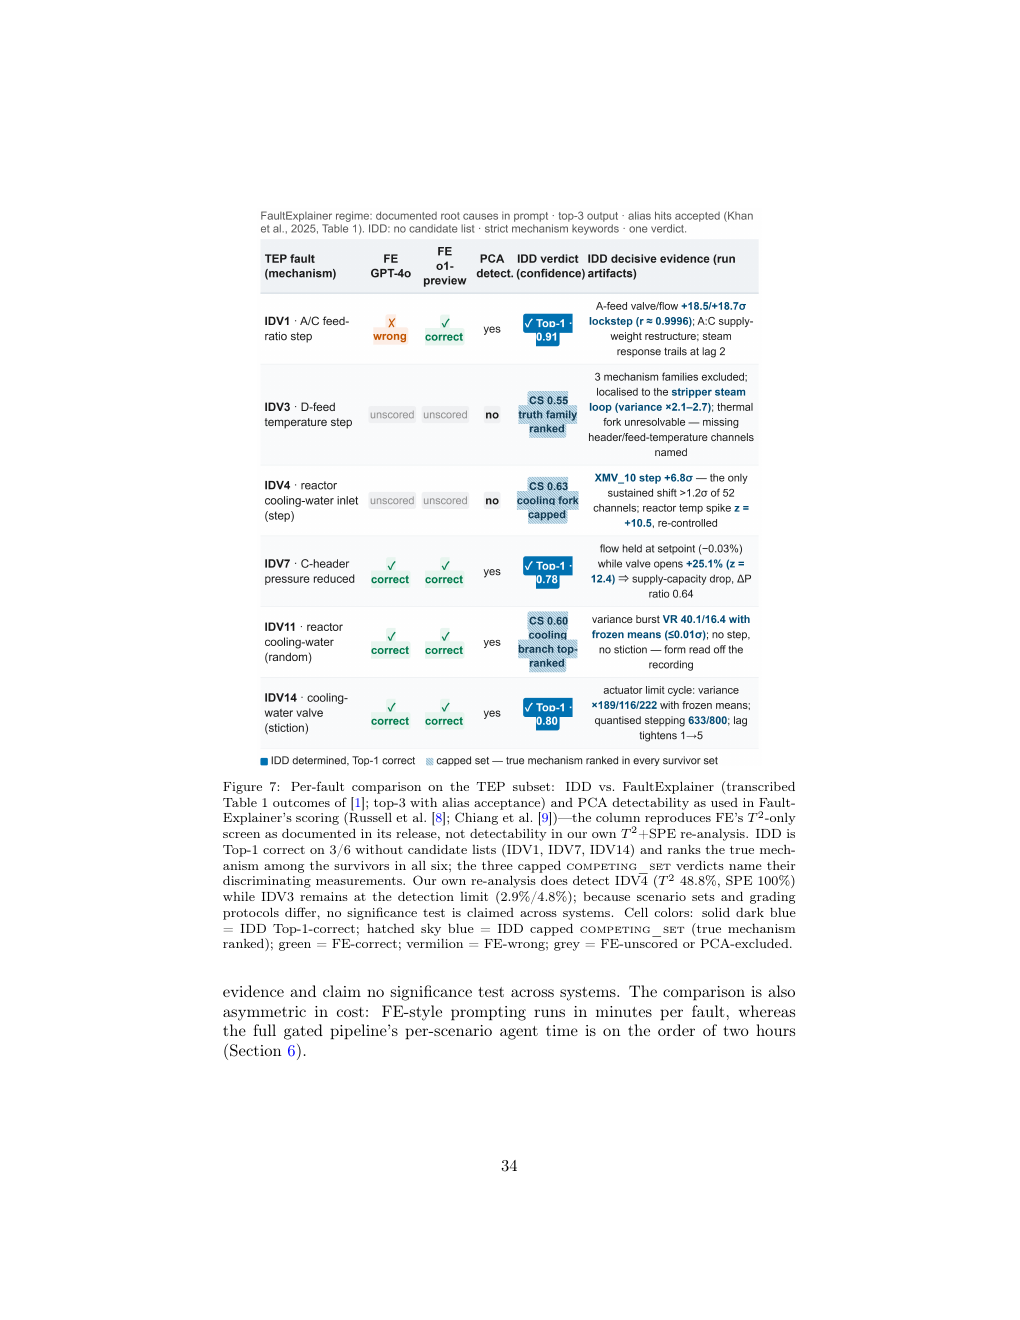 FaultExplainer regime: documented root causes in prompt · top-3 output · alias hits accepted (Khan
et al., 2025, Table 1). IDD: no candidate list · strict mechanism keywords · one verdict.
TEP fault
(mechanism)
FE
GPT-4o
FE
o1-
preview
PCA
detect.
IDD verdict
(confidence)
IDD decisive evidence (run
artifacts)
IDV1 · A/C feed-
ratio step
✗
wrong
✓
correct
yes
✓ Top-1 ·
0.91
A-feed valve/flow +18.5/+18.7σ
lockstep (r ≈ 0.9996); A:C supply-
weight restructure; steam
response trails at lag 2
IDV3 · D-feed
temperature step
unscored
unscored
no
CS 0.55
truth family
ranked
3 mechanism families excluded;
localised to the stripper steam
loop (variance ×2.1–2.7); thermal
fork unresolvable — missing
header/feed-temperature channels
named
IDV4 · reactor
cooling-water inlet
(step)
unscored
unscored
no
CS 0.63
cooling fork
capped
XMV_10 step +6.8σ — the only
sustained shift >1.2σ of 52
channels; reactor temp spike z =
+10.5, re-controlled
IDV7 · C-header
pressure reduced
✓
correct
✓
correct
yes
✓ Top-1 ·
0.78
flow held at setpoint (−0.03%)
while valve opens +25.1% (z =
12.4) ⇒ supply-capacity drop, ΔP
ratio 0.64
IDV11 · reactor
cooling-water
(random)
✓
correct
✓
correct
yes
CS 0.60
cooling
branch top-
ranked
variance burst VR 40.1/16.4 with
frozen means (≤0.01σ); no step,
no stiction — form read off the
recording
IDV14 · cooling-
water valve
(stiction)
✓
correct
✓
correct
yes
✓ Top-1 ·
0.80
actuator limit cycle: variance
×189/116/222 with frozen means;
quantised stepping 633/800; lag
tightens 1→5
IDD determined, Top-1 correct capped set — true mechanism ranked in every survivor set
Figure 7: Per-fault comparison on the TEP subset: IDD vs. FaultExplainer (transcribed
Table 1 outcomes of [1]; top-3 with alias acceptance) and PCA detectability as used in Fault-
Explainer's scoring (Russell et al. [8]; Chiang et al. [9])—the column reproduces FE's T²-only
screen as documented in its release, not detectability in our own T²+SPE re-analysis. IDD is
Top-1 correct on 3/6 without candidate lists (IDV1, IDV7, IDV14) and ranks the true mech-
anism among the survivors in all six; the three capped COMPETING_SET verdicts name their
discriminating measurements. Our own re-analysis does detect IDV4 (T² 48.8%, SPE 100%)
while IDV3 remains at the detection limit (2.9%/4.8%); because scenario sets and grading
protocols differ, no significance test is claimed across systems. Cell colors: solid dark blue
= IDD Top-1-correct; hatched sky blue = IDD capped COMPETING_SET (true mechanism
ranked); green = FE-correct; vermilion = FE-wrong; grey = FE-unscored or PCA-excluded.
evidence and claim no significance test across systems. The comparison is also
asymmetric in cost: FE-style prompting runs in minutes per fault, whereas
the full gated pipeline's per-scenario agent time is on the order of two hours
(Section 6).
34